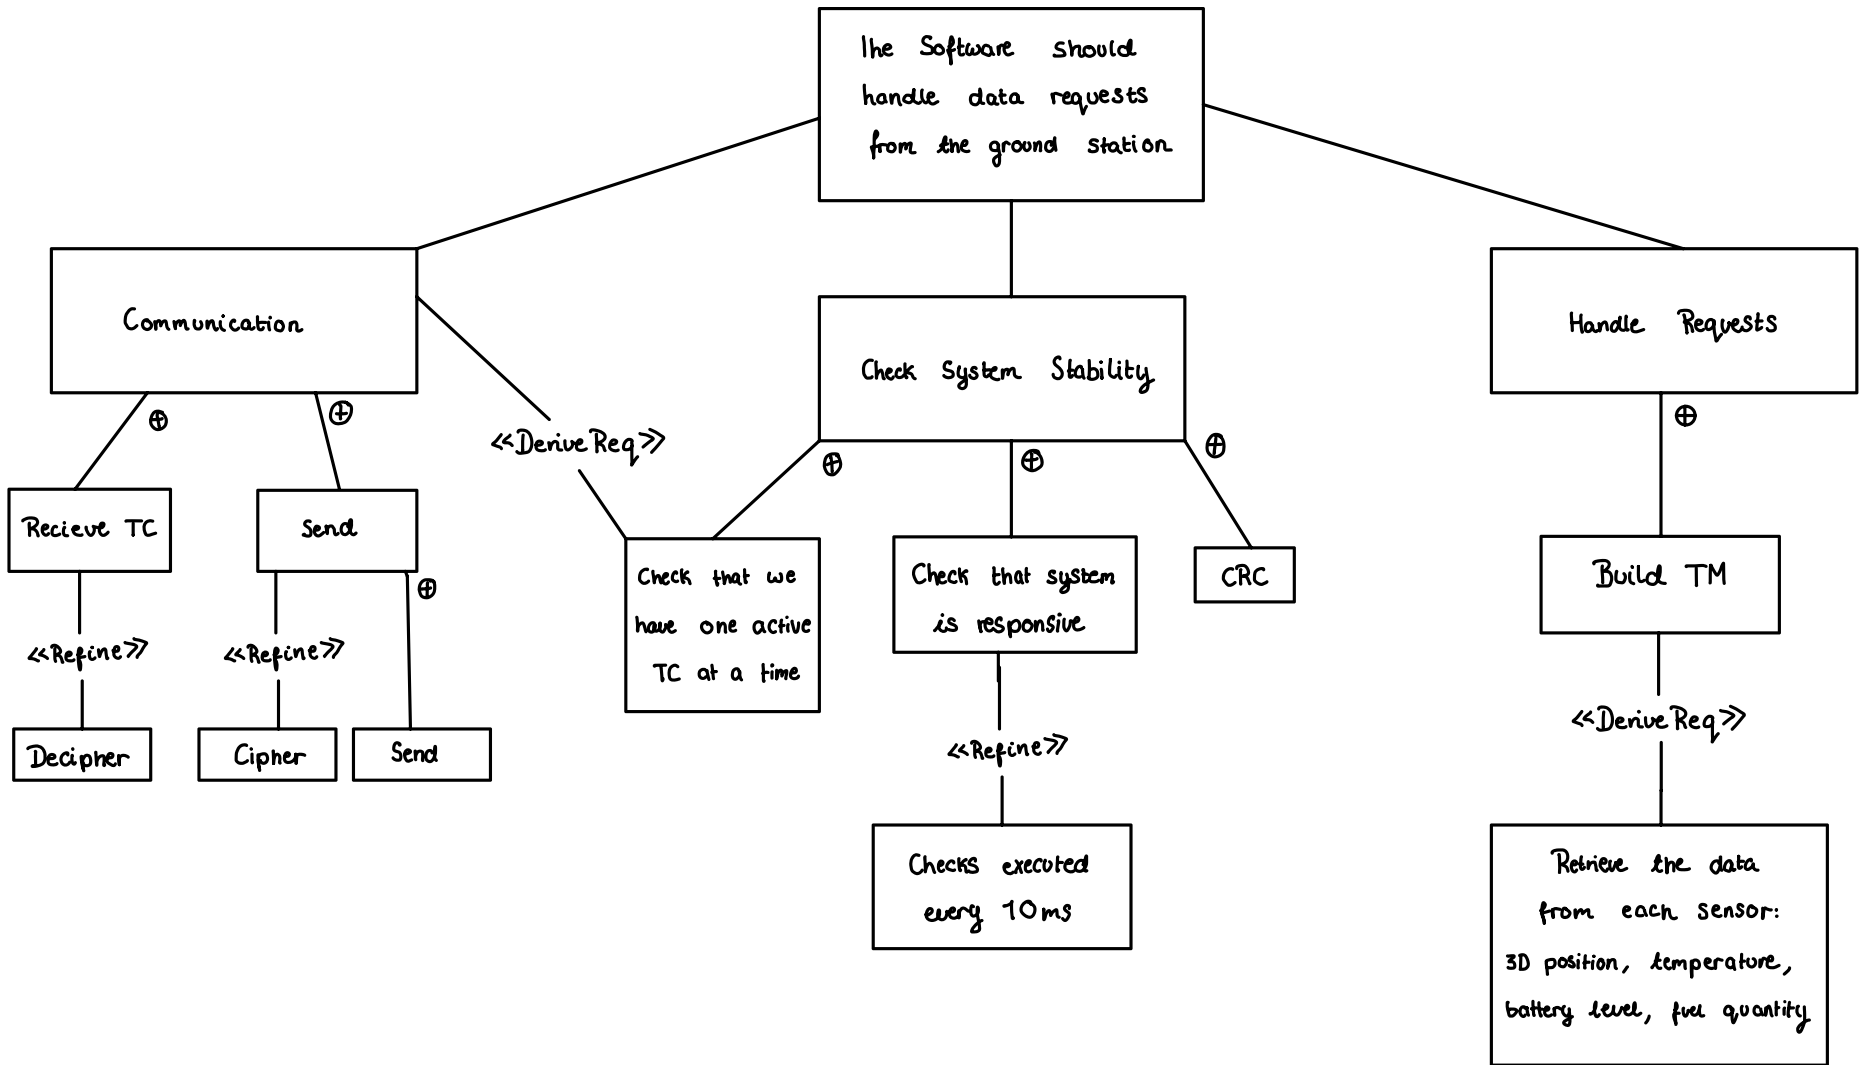 The Software should
handle data requests
from the ground station
Communication
Check System Stability
Handle Requests
<<DeriveReq>>
Recieve TC
Send
Check that we
have one active
TC at a time
Check that system
is responsive
CRC
Build TM
<<Refine>>
<<Refine>>
<<Refine>>
<<DeriveReq>>
Decipher
Cipher
Send
Checks executed
every 10ms
Retrieve the data
from each sensor:
3D position, temperature,
battery level, fuel quantity